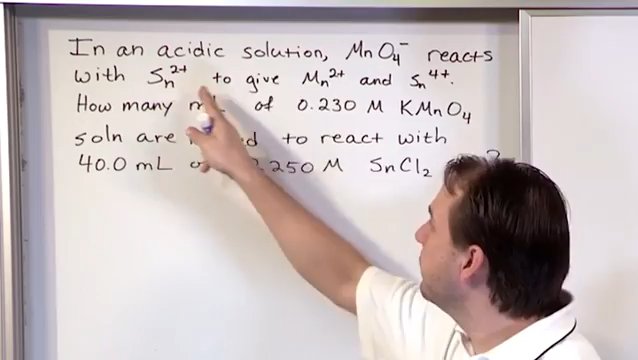 In an acidic solution, MnO₄⁻ reacts
with Sn²⁺ to give Mn²⁺ and Sn⁴⁺.
How many mL of 0.230 M KMnO₄
soln are to react with
40.0 mL .250 M SnCl₂ ?